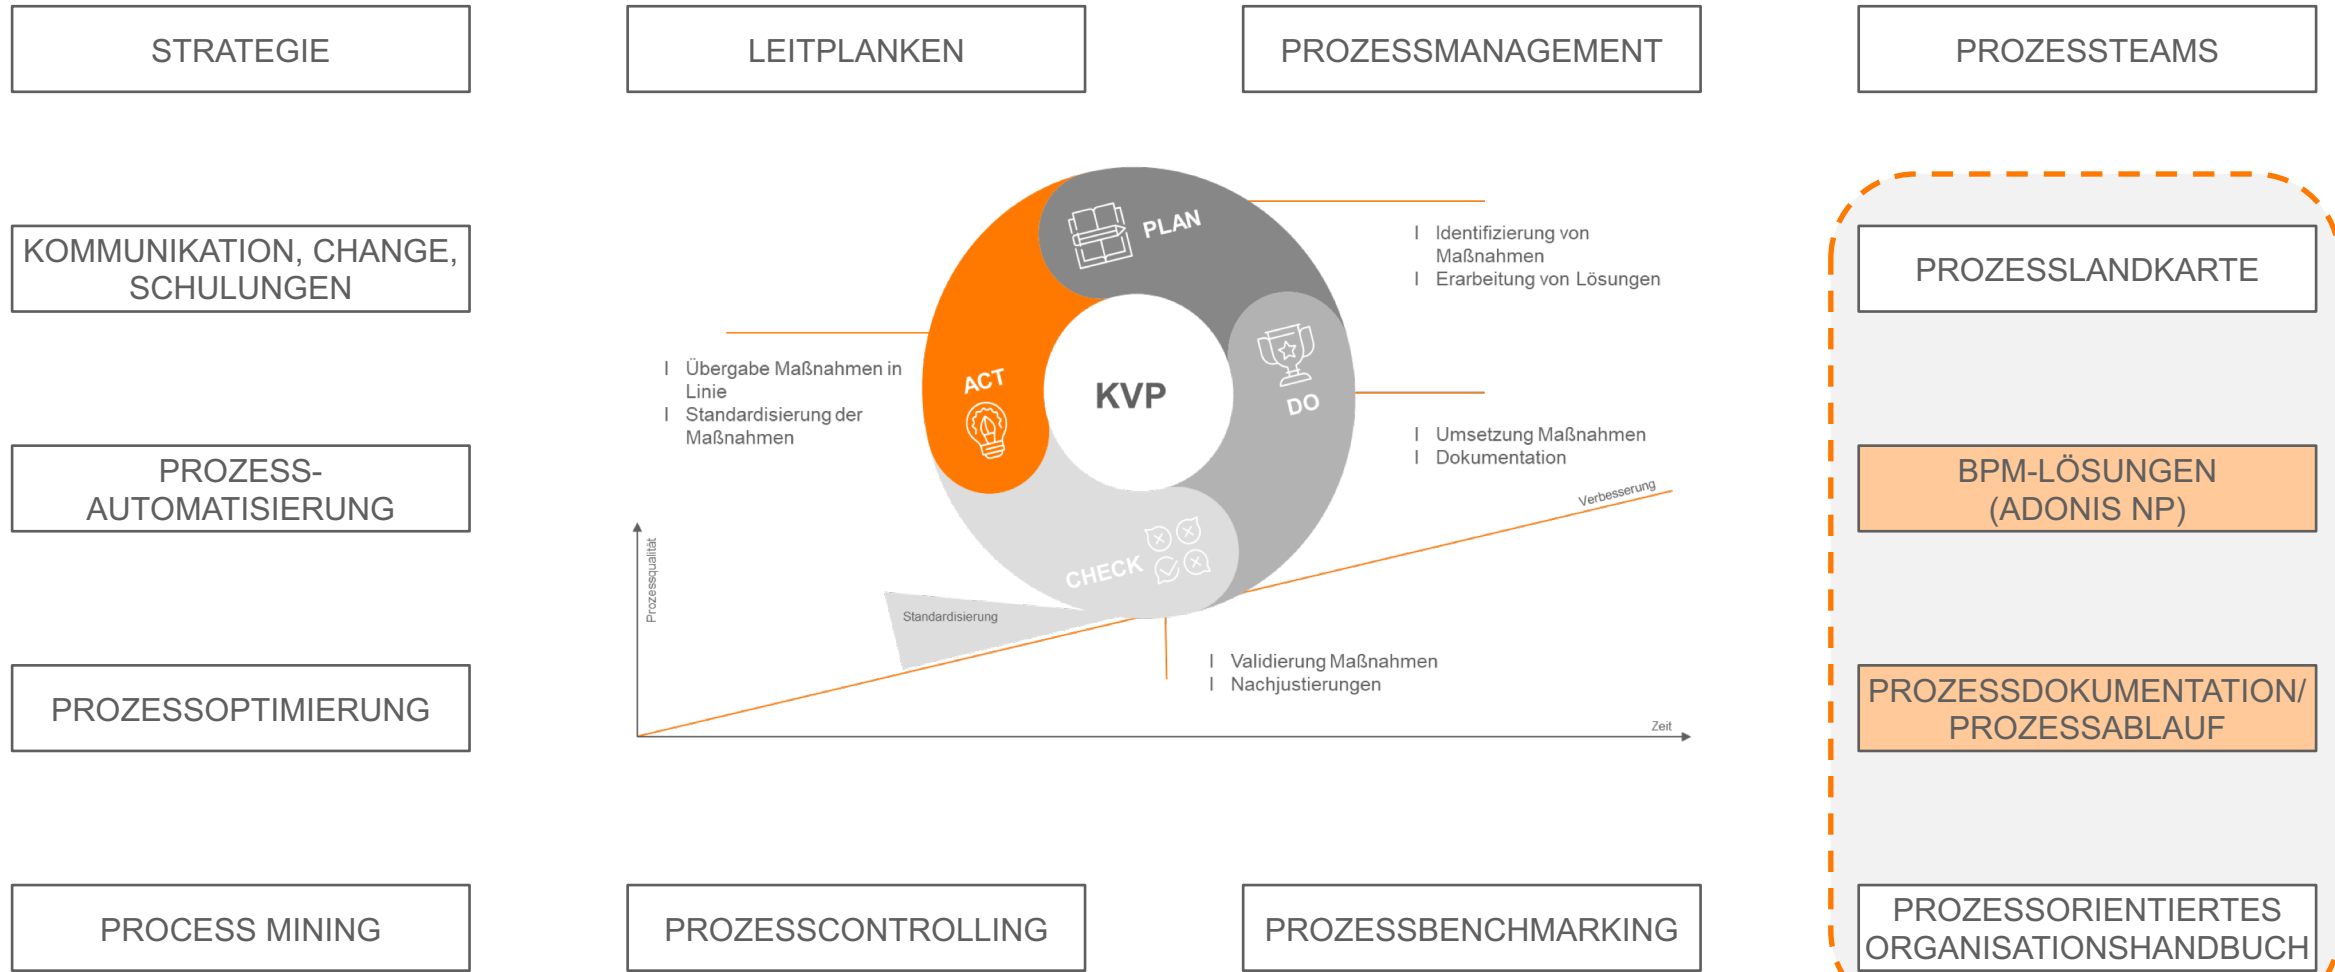 STRATEGIE
LEITPLANKEN
PROZESSMANAGEMENT
PROZESSTEAMS
KOMMUNIKATION, CHANGE,
SCHULUNGEN
PROZESS-
AUTOMATISIERUNG
PROZESSOPTIMIERUNG
PLAN
I Identifizierung von
Maßnahmen
I Erarbeitung von Lösungen
ACT
I Übergabe Maßnahmen in
Linie
I Standardisierung der
Maßnahmen
KVP
DO
I Umsetzung Maßnahmen
I Dokumentation
CHECK
I Validierung Maßnahmen
I Nachjustierungen
Verbesserung
Prozessqualität
Standardisierung
Zeit
PROZESSLANDKARTE
BPM-LÖSUNGEN
(ADONIS NP)
PROZESSDOKUMENTATION/
PROZESSABLAUF
PROCESS MINING
PROZESSCONTROLLING
PROZESSBENCHMARKING
PROZESSORIENTIERTES
ORGANISATIONSHANDBUCH